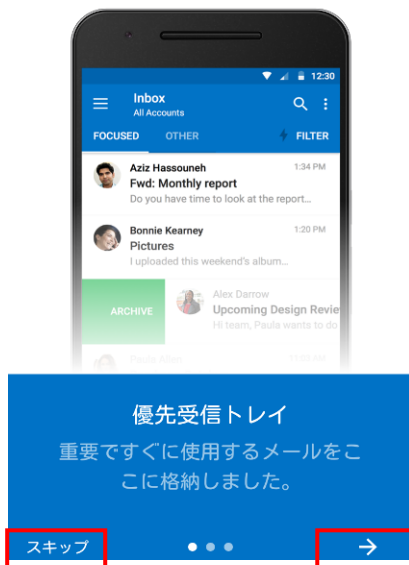 12:30
Inbox
All Accounts
FOCUSED OTHER FILTER
Aziz Hassouneh 1:34 PM
Fwd: Monthly report
Do you have time to look at the report...
Bonnie Kearney 1:20 PM
Pictures
I uploaded this weekend's album...
ARCHIVE
Alex Darrow
Upcoming Design Revie
Hi team, Paula wants to do
優先受信トレイ
重要ですぐに使用するメールをこ
こに格納しました。
スキップ